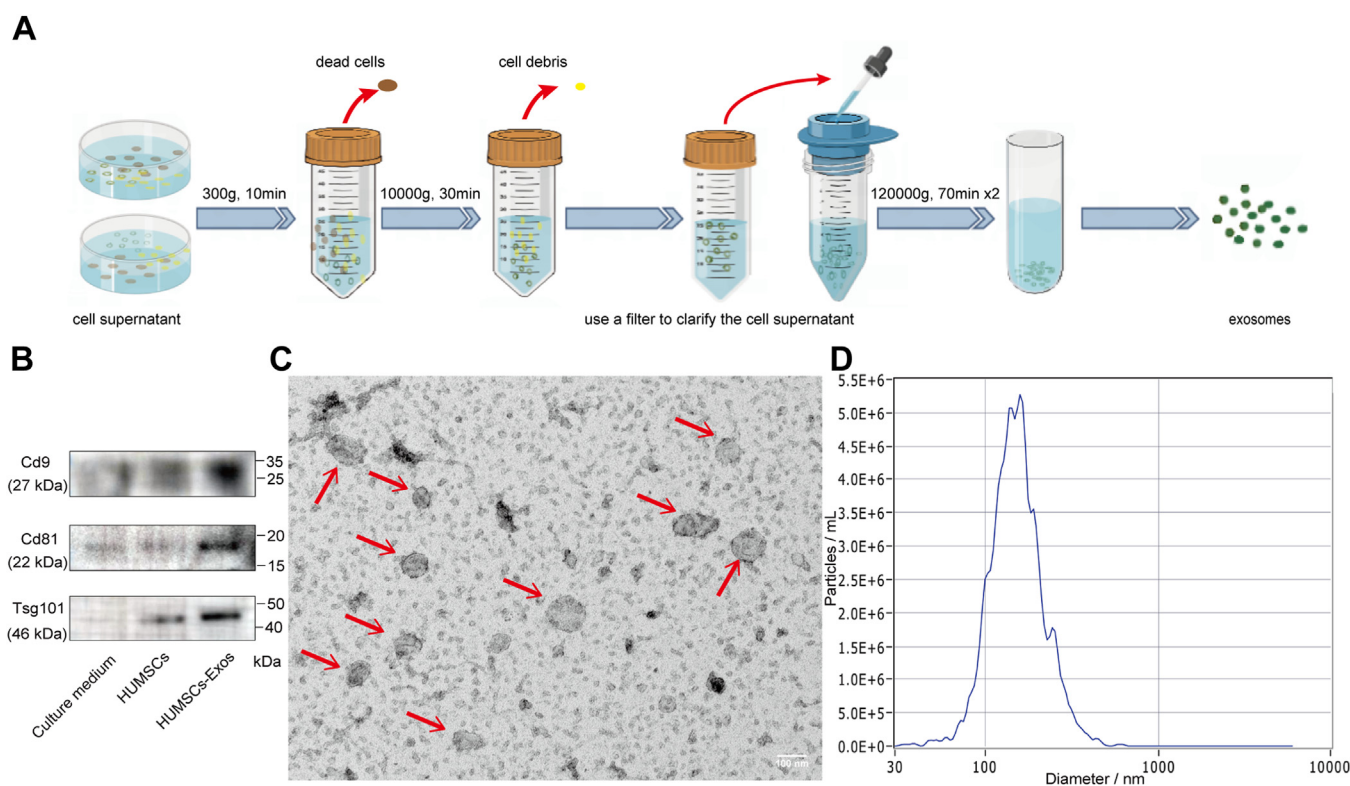 A
dead cells
cell debris
300g, 10min
10000g, 30min
120000g, 70min x2
cell supernatant
use a filter to clarify the cell supernatant
exosomes
B
Cd9
(27 kDa)
35
25
Cd81
(22 kDa)
20
15
Tsg101
(46 kDa)
50
40
kDa
Culture medium
HUMSCs
HUMSCs-Exos
C
100 nm
D
Particles / mL
5.5E+6
5.0E+6
4.5E+6
4.0E+6
3.5E+6
3.0E+6
2.5E+6
2.0E+6
1.5E+6
1.0E+6
5.0E+5
0.0E+0
30
100
1000
10000
Diameter / nm